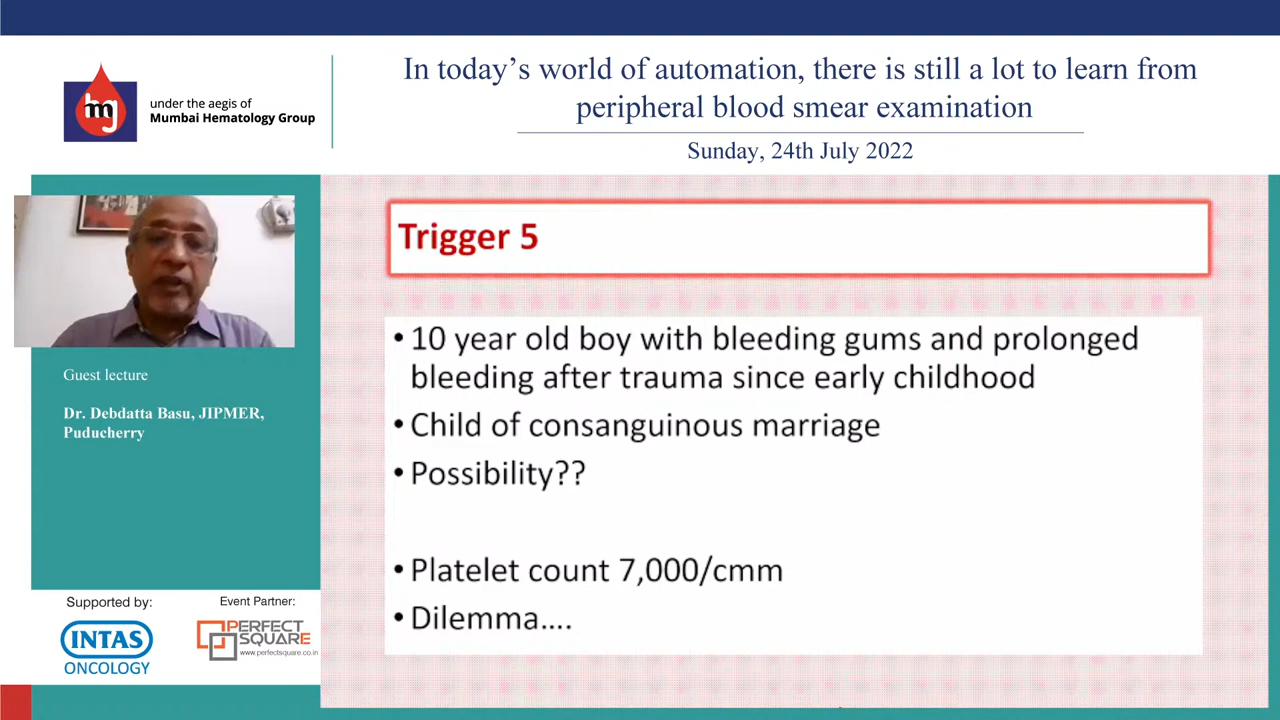 In today's world of automation, there is still a lot to learn from
peripheral blood smear examination
Sunday, 24th July 2022
mj
under the aegis of
Mumbai Hematology Group
Trigger 5
• 10 year old boy with bleeding gums and prolonged
bleeding after trauma since early childhood
• Child of consanguinous marriage
• Possibility??
• Platelet count 7,000/cmm
• Dilemma....
Guest lecture
Dr. Debdatta Basu, JIPMER,
Puducherry
Supported by:
INTAS
ONCOLOGY
Event Partner:
PERFECT
SQUARE
www.perfectsquare.co.in